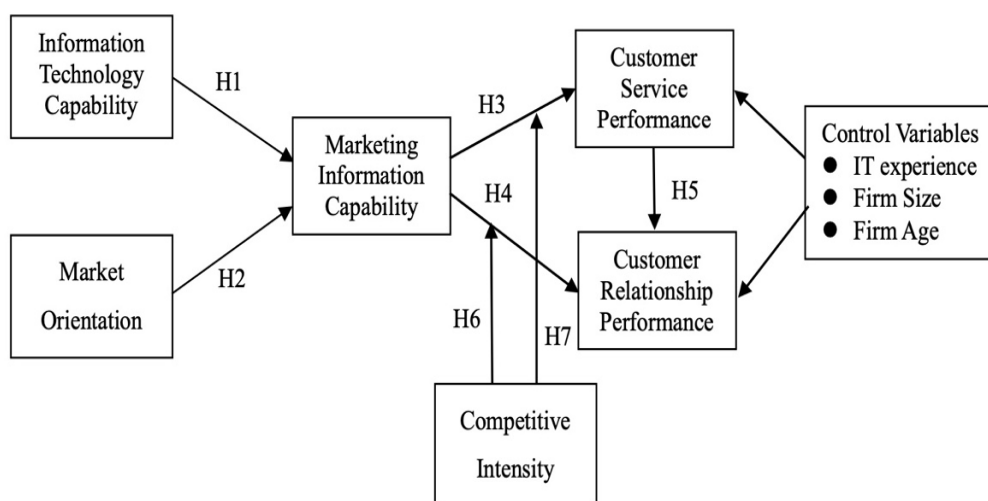 Information
Technology
Capability
H1
Market
Orientation
H2
Marketing
Information
Capability
H3
H4
Customer
Service
Performance
H5
Customer
Relationship
Performance
H6
H7
Competitive
Intensity
Control Variables
● IT experience
● Firm Size
● Firm Age